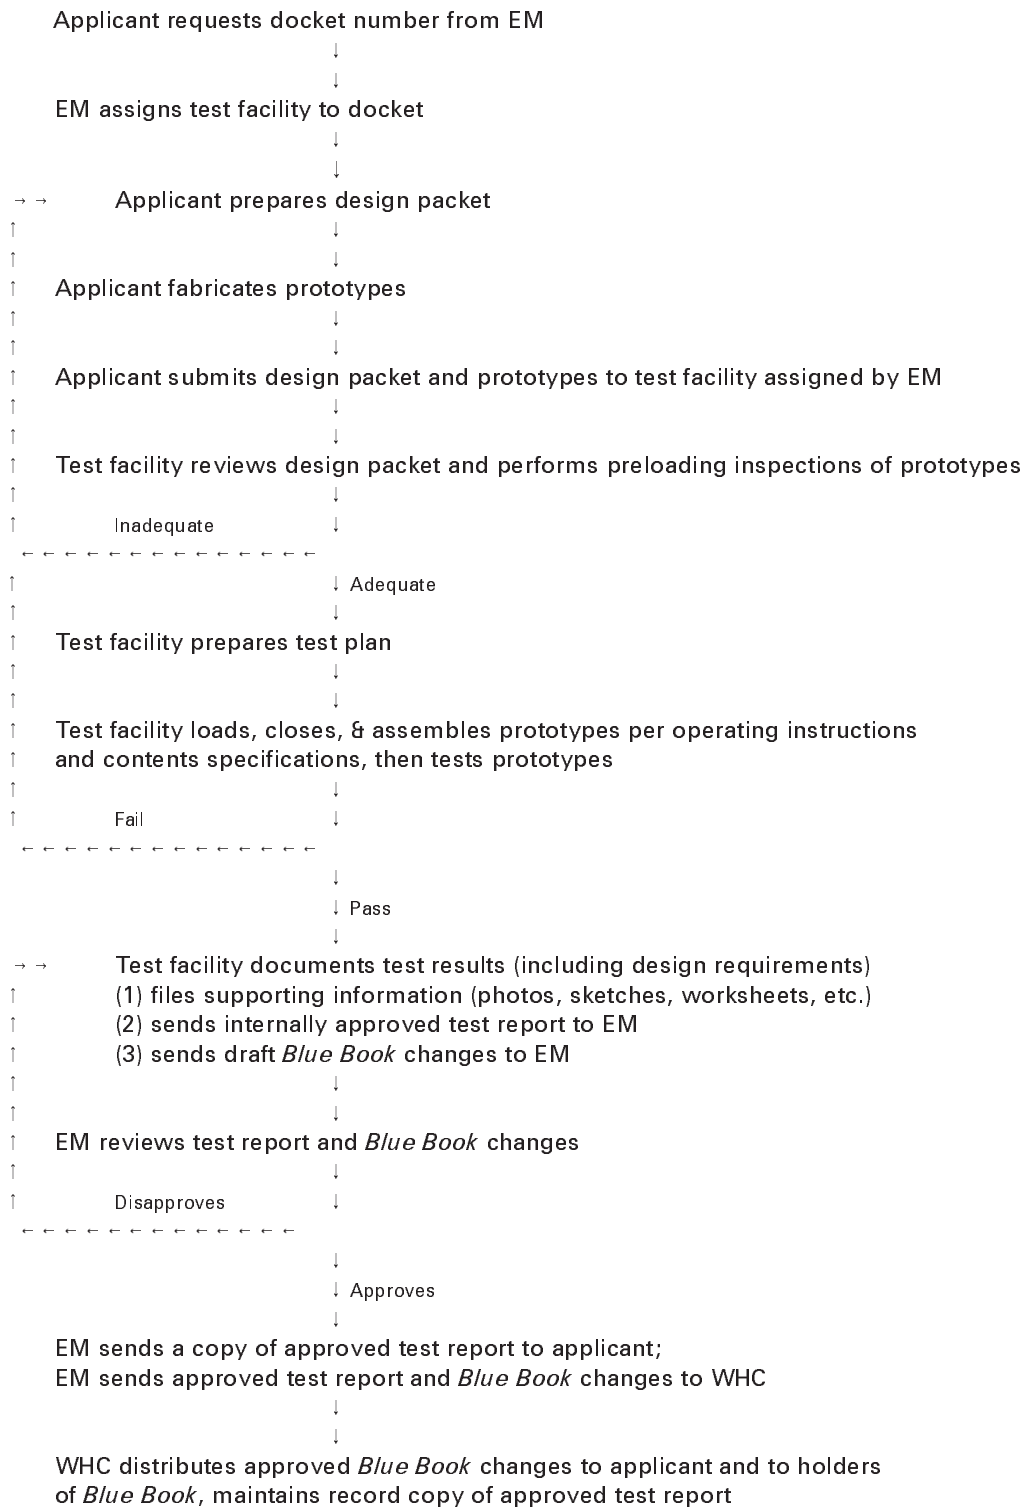 Applicant requests docket number from EM
↓
↓
EM assigns test facility to docket
↓
↓
→ → Applicant prepares design packet
↑ ↓
↑ ↓
↑ Applicant fabricates prototypes
↑ ↓
↑ ↓
↑ Applicant submits design packet and prototypes to test facility assigned by EM
↑ ↓
↑ ↓
↑ Test facility reviews design packet and performs preloading inspections of prototypes
↑ ↓
↑ Inadequate ↓
← ← ← ← ← ← ← ← ← ← ← ← ← ←
↑ ↓ Adequate
↑ ↓
↑ Test facility prepares test plan
↑ ↓
↑ ↓
↑ Test facility loads, closes, & assembles prototypes per operating instructions
↑ and contents specifications, then tests prototypes
↑ ↓
↑ Fail ↓
← ← ← ← ← ← ← ← ← ← ← ← ← ←
↓
↓ Pass
↓
→ → Test facility documents test results (including design requirements)
↑ (1) files supporting information (photos, sketches, worksheets, etc.)
↑ (2) sends internally approved test report to EM
↑ (3) sends draft Blue Book changes to EM
↑ ↓
↑ ↓
↑ EM reviews test report and Blue Book changes
↑ ↓
↑ Disapproves ↓
← ← ← ← ← ← ← ← ← ← ← ← ←
↓
↓ Approves
↓
EM sends a copy of approved test report to applicant;
EM sends approved test report and Blue Book changes to WHC
↓
↓
WHC distributes approved Blue Book changes to applicant and to holders
of Blue Book, maintains record copy of approved test report